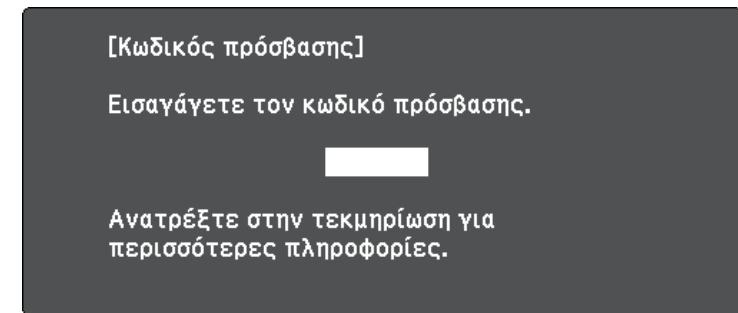 [Κωδικός πρόσβασης]
Εισαγάγετε τον κωδικό πρόσβασης.
Ανατρέξτε στην τεκμηρίωση για
περισσότερες πληροφορίες.